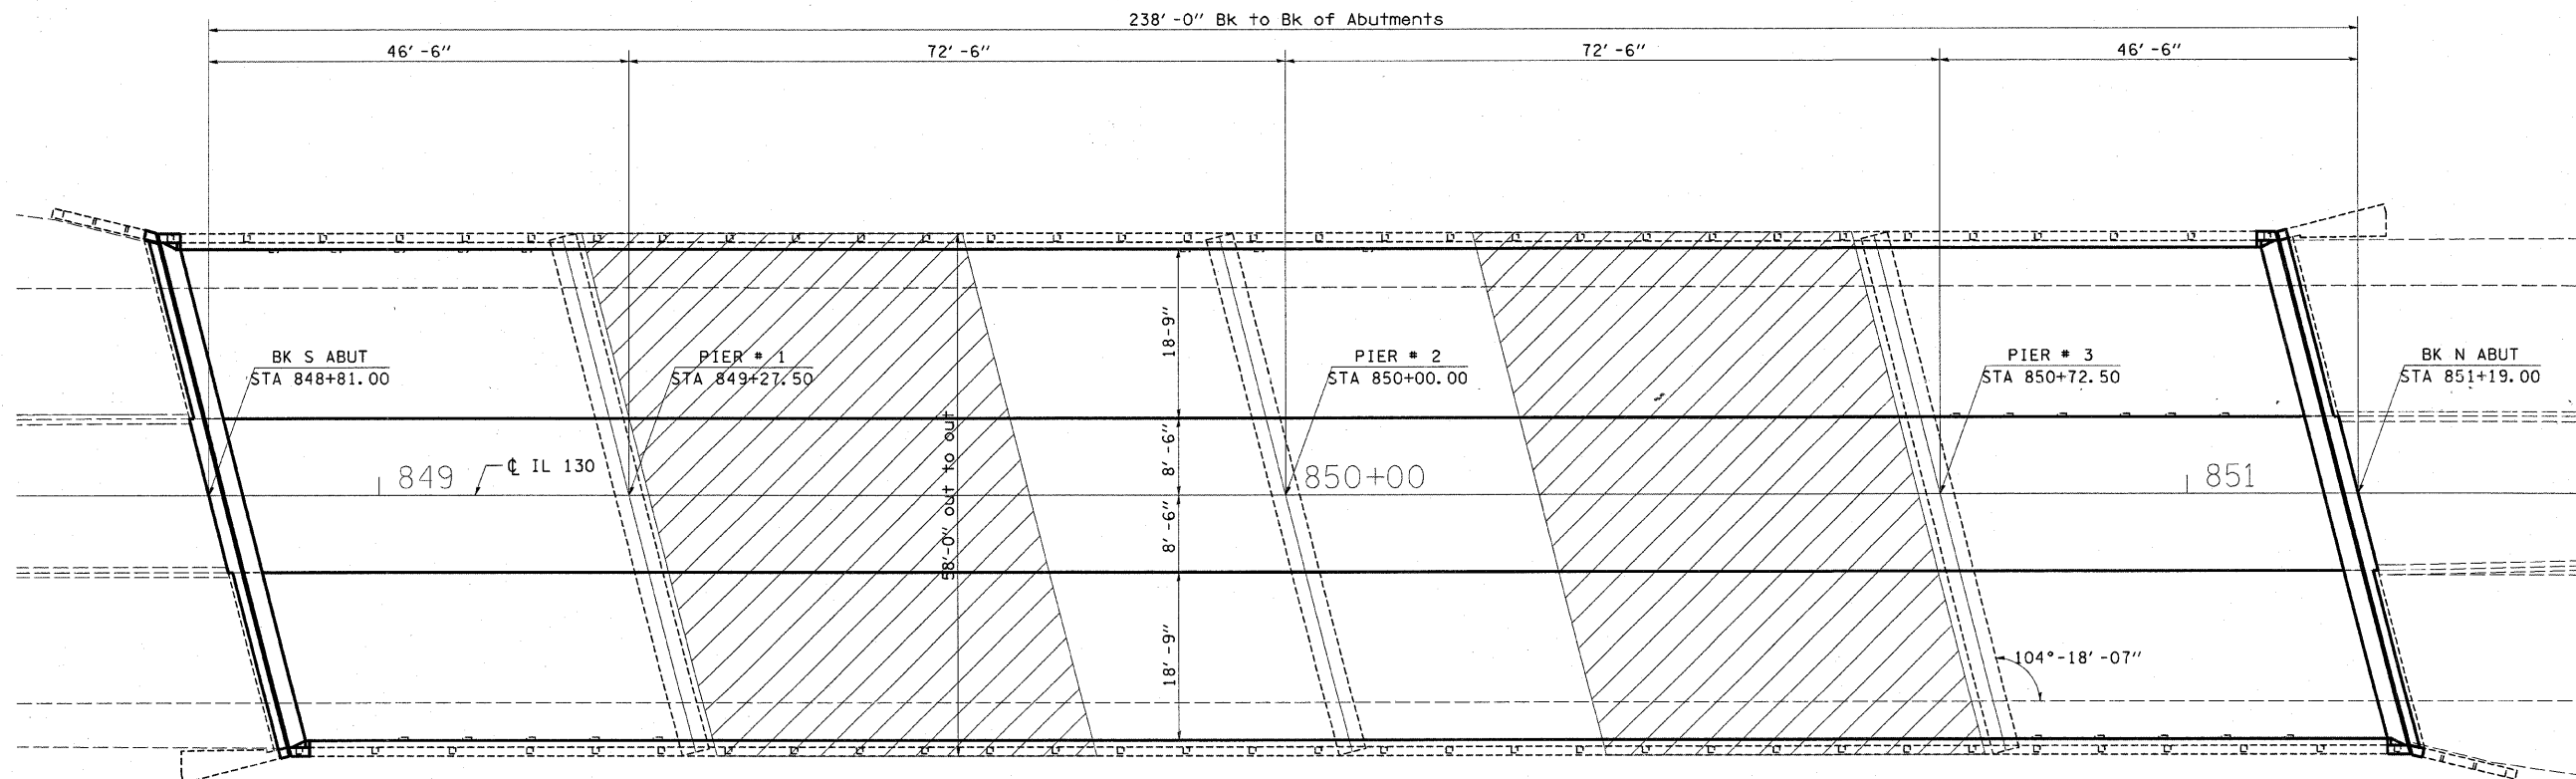 238'-0" Bk to Bk of Abutments
46'-6"
72'-6"
72'-6"
46'-6"
18-9"
BK S ABUT
STA 848+81.00
PIER # 1
STA 849+27.50
PIER # 2
STA 850+00.00
PIER # 3
STA 850+72.50
BK N ABUT
STA 851+19.00
8'-6"
849
℄ IL 130
58'-0" out to out
850+00
851
8'-6"
18'-9"
104°-18'-07"